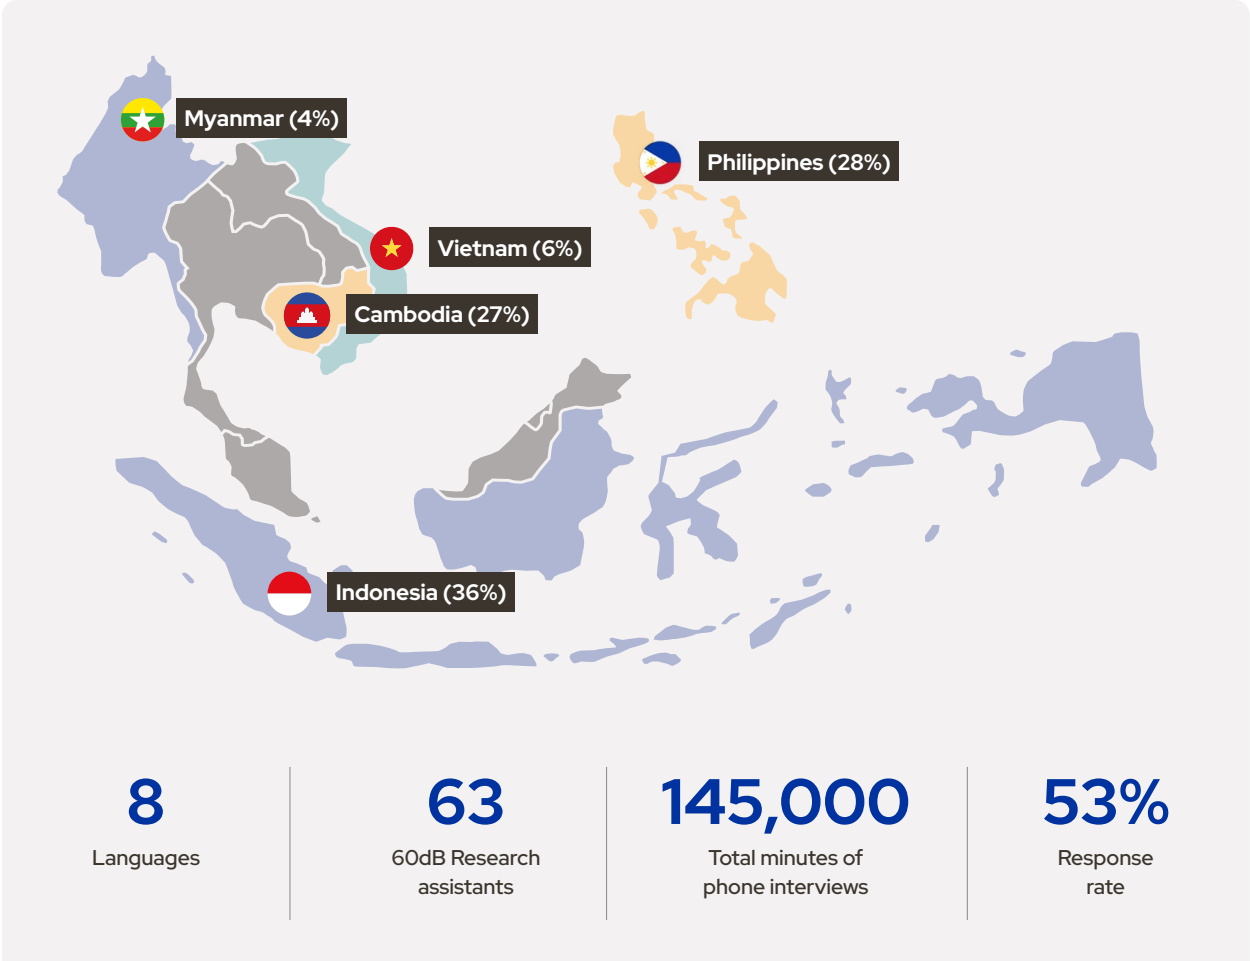 Myanmar (4%)
Philippines (28%)
Vietnam (6%)
Cambodia (27%)
Indonesia (36%)
8
Languages
63
60dB Research
assistants
145,000
Total minutes of
phone interviews
53%
Response
rate